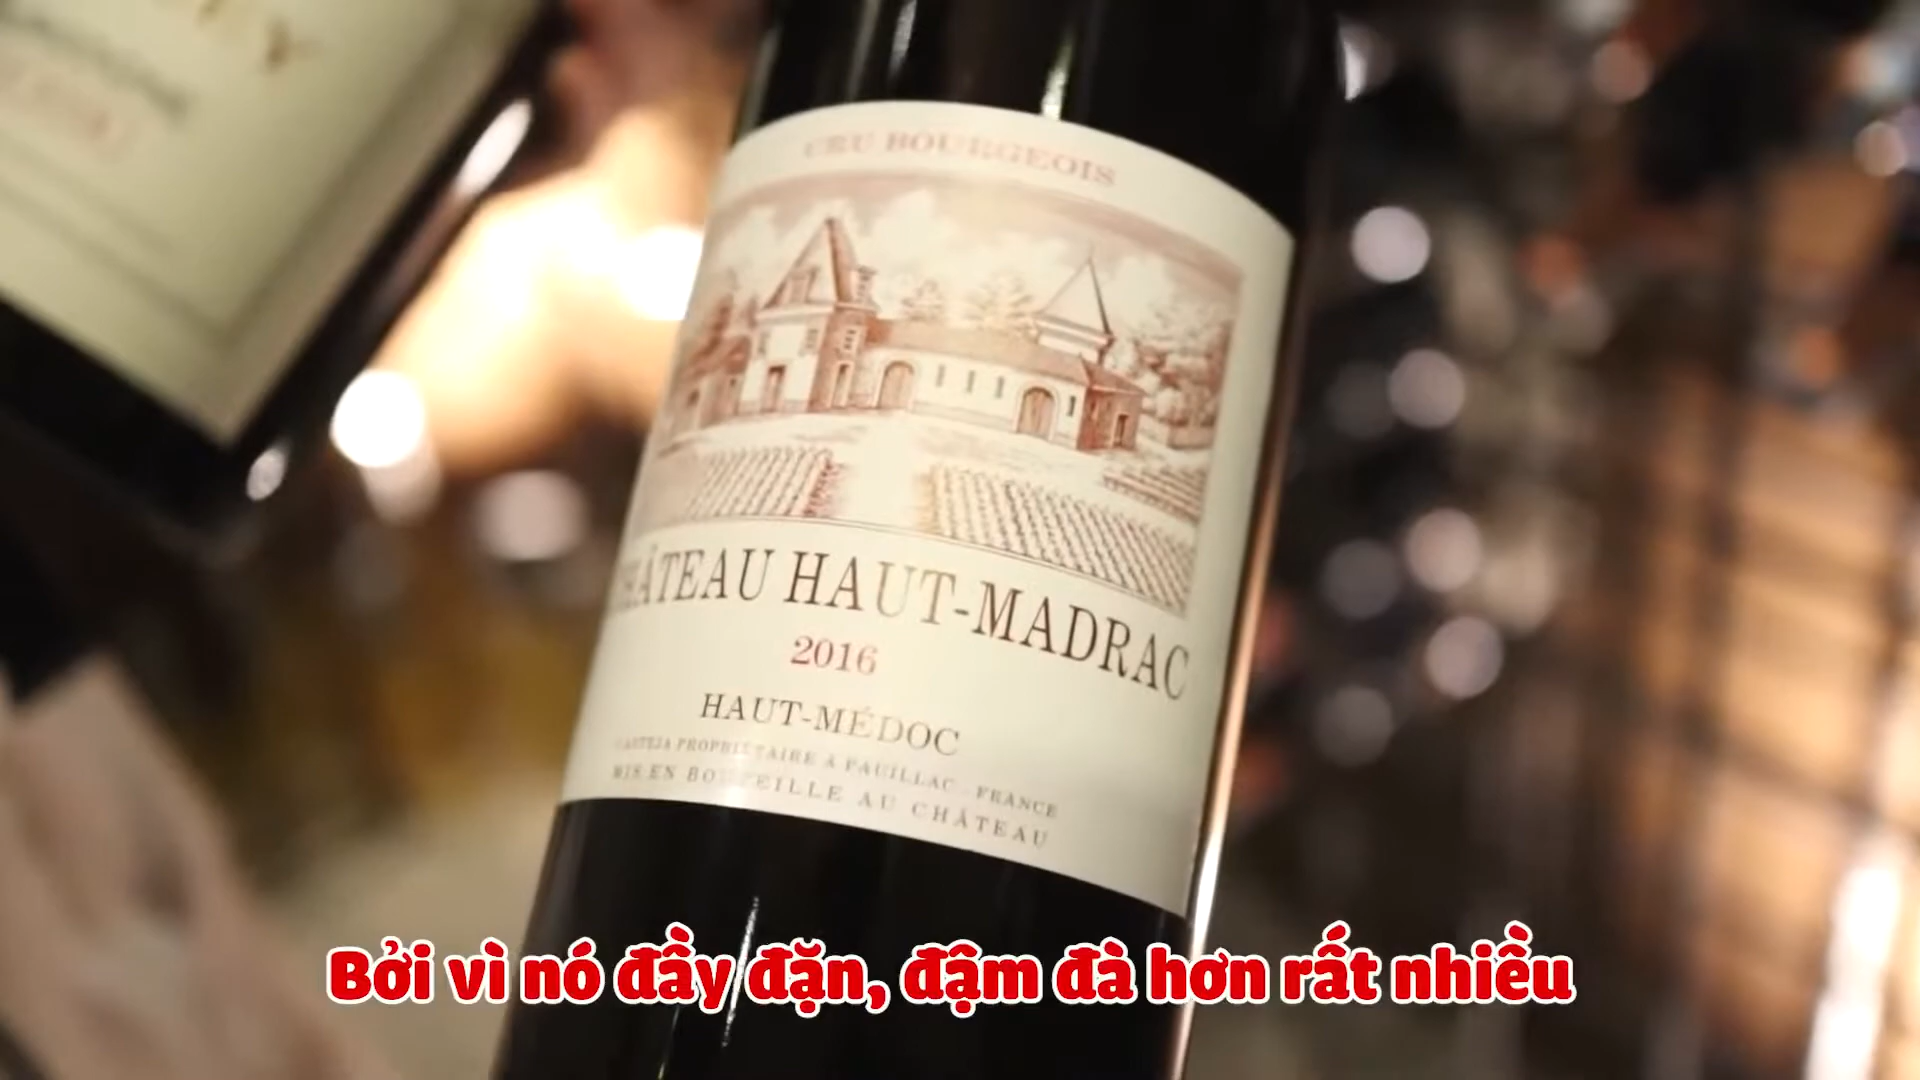 CRU BOURGEOIS
CHÂTEAU HAUT-MADRAC
2016
HAUT-MÉDOC
CASTEJA PROPRIÉTAIRE A PAUILLAC - FRANCE
MIS EN BOUTEILLE AU CHÂTEAU
Bởi vì nó đầy đặn, đậm đà hơn rất nhiều